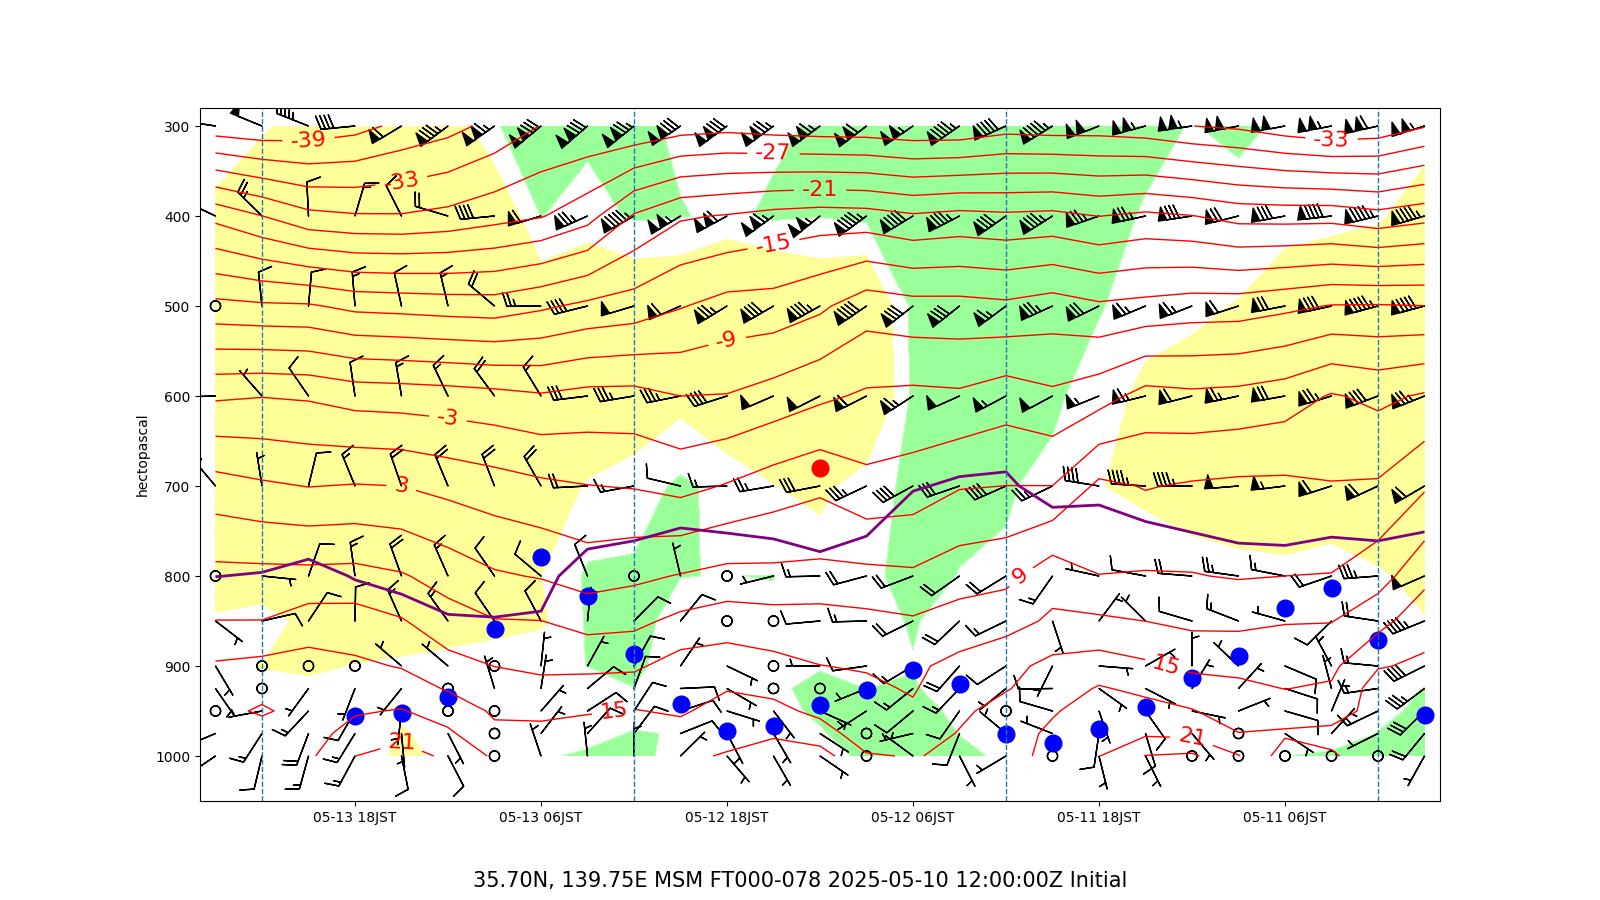 300
400
500
600
700
800
900
1000
hectopascal
-39
-33
-27
-33
-21
-15
-9
-3
3
9
15
15
21
21
05-13 18JST
05-13 06JST
05-12 18JST
05-12 06JST
05-11 18JST
05-11 06JST
35.70N, 139.75E MSM FT000-078 2025-05-10 12:00:00Z Initial